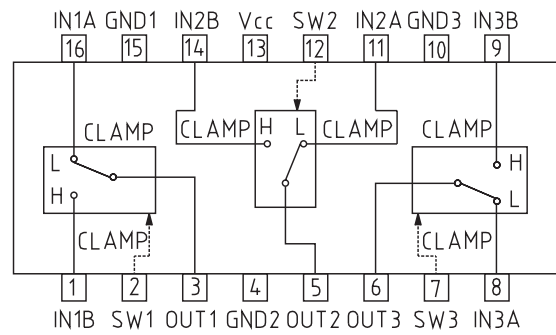 IN1A GND1 IN2B Vcc SW2 IN2A GND3 IN3B
16 15 14 13 12 11 10 9
CLAMP CLAMP H L CLAMP CLAMP
L H
H L
CLAMP CLAMP
1 2 3 4 5 6 7 8
IN1B SW1 OUT1 GND2 OUT2 OUT3 SW3 IN3A